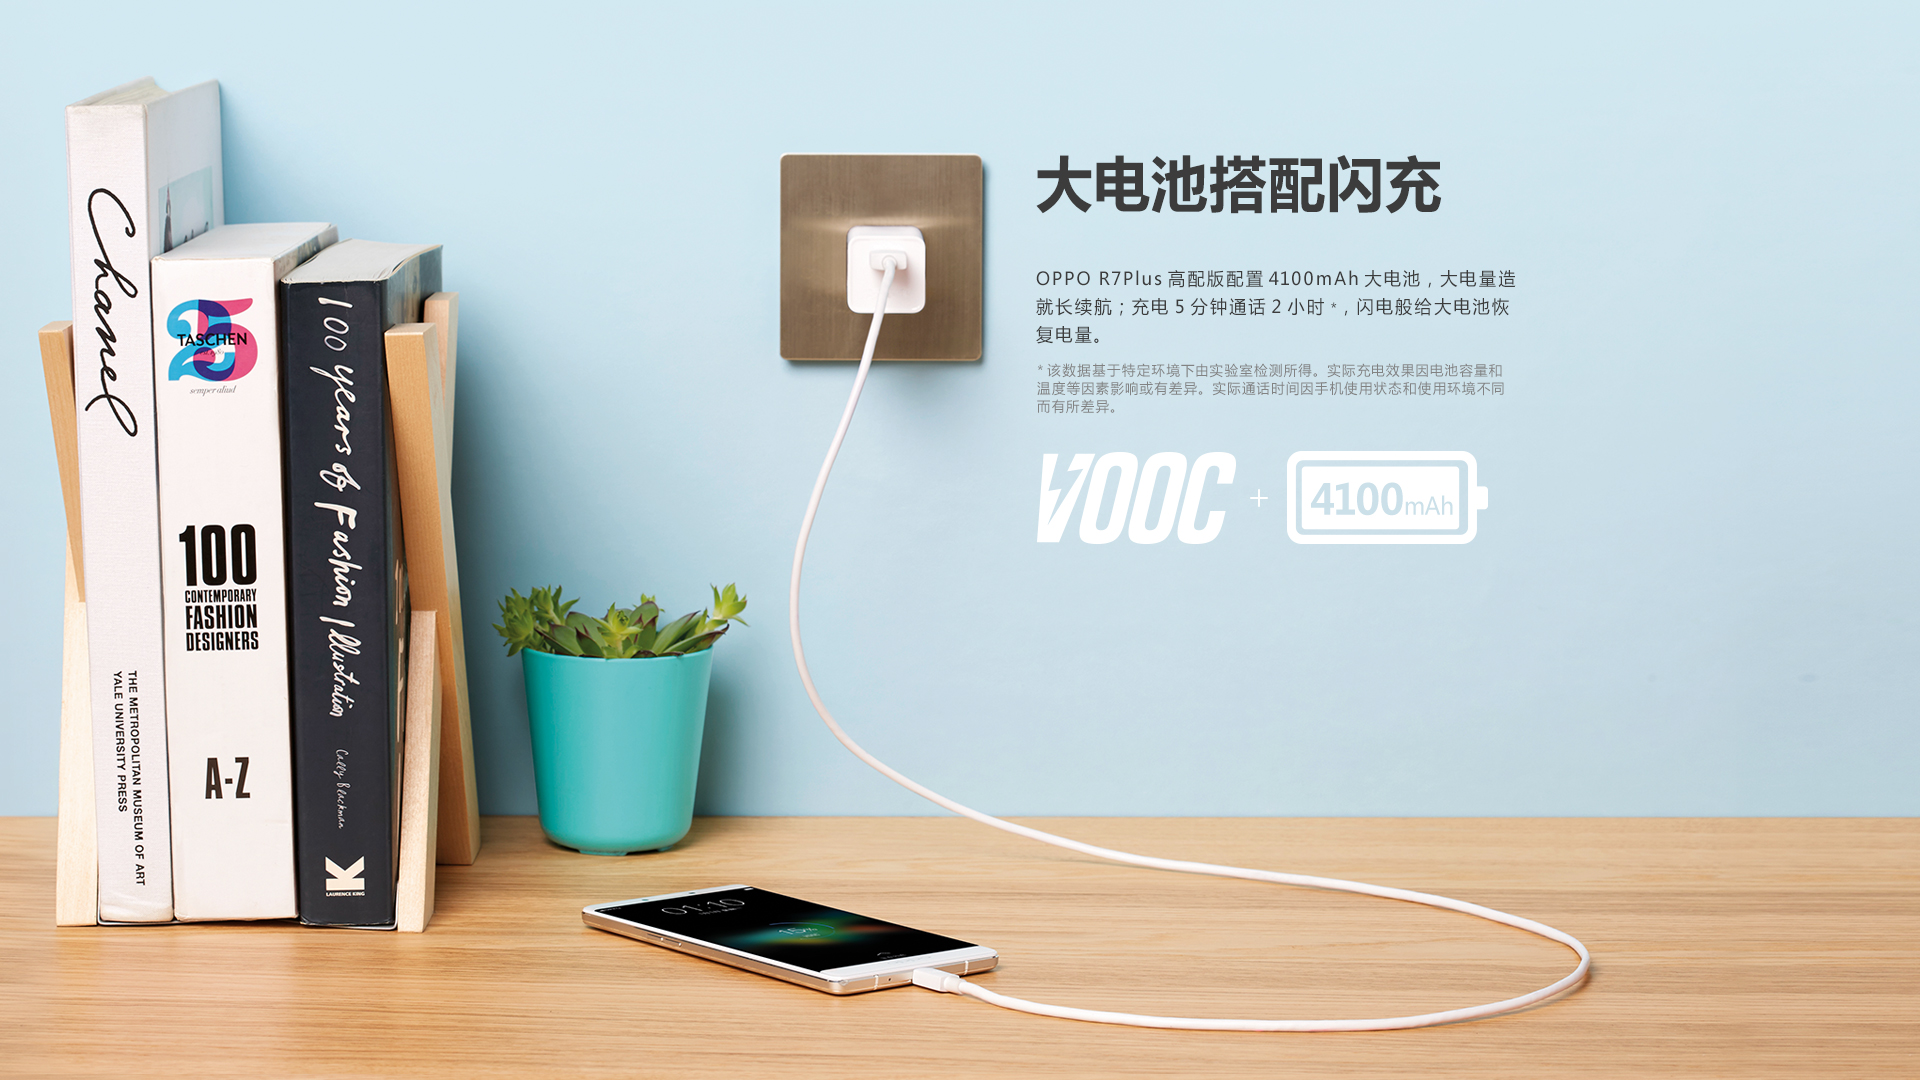 Chanel
THE METROPOLITAN MUSEUM OF ART
YALE UNIVERSITY PRESS
25
TASCHEN
semper aliud
100
CONTEMPORARY
FASHION
DESIGNERS
A-Z
100 years of Fashion Illustration
Cally Blackman
LAURENCE KING
大电池搭配闪充
OPPO R7Plus 高配版配置 4100mAh 大电池，大电量造
就长续航；充电 5 分钟通话 2 小时 *，闪电般给大电池恢
复电量。
* 该数据基于特定环境下由实验室检测所得。实际充电效果因电池容量和
温度等因素影响或有差异。实际通话时间因手机使用状态和使用环境不同
而有所差异。
VOOC + 4100mAh
01:10
15%